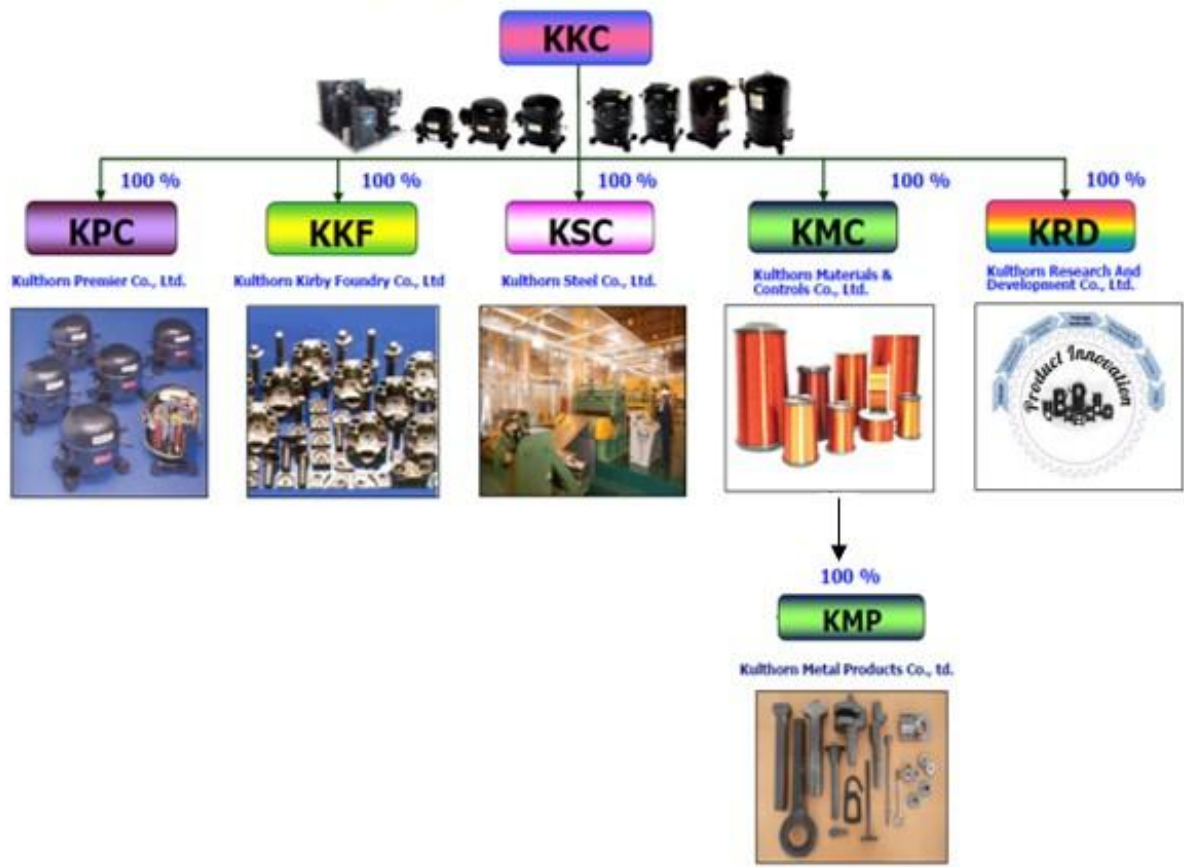 KKC
100 %
100 %
100 %
100 %
100 %
KPC
KKF
KSC
KMC
KRD
Kulthorn Premier Co., Ltd.
Kulthorn Kirby Foundry Co., Ltd
Kulthorn Steel Co., Ltd.
Kulthorn Materials &
Controls Co., Ltd.
Kulthorn Research And
Development Co., Ltd.
Product Innovation
100 %
KMP
Kulthorn Metal Products Co., td.